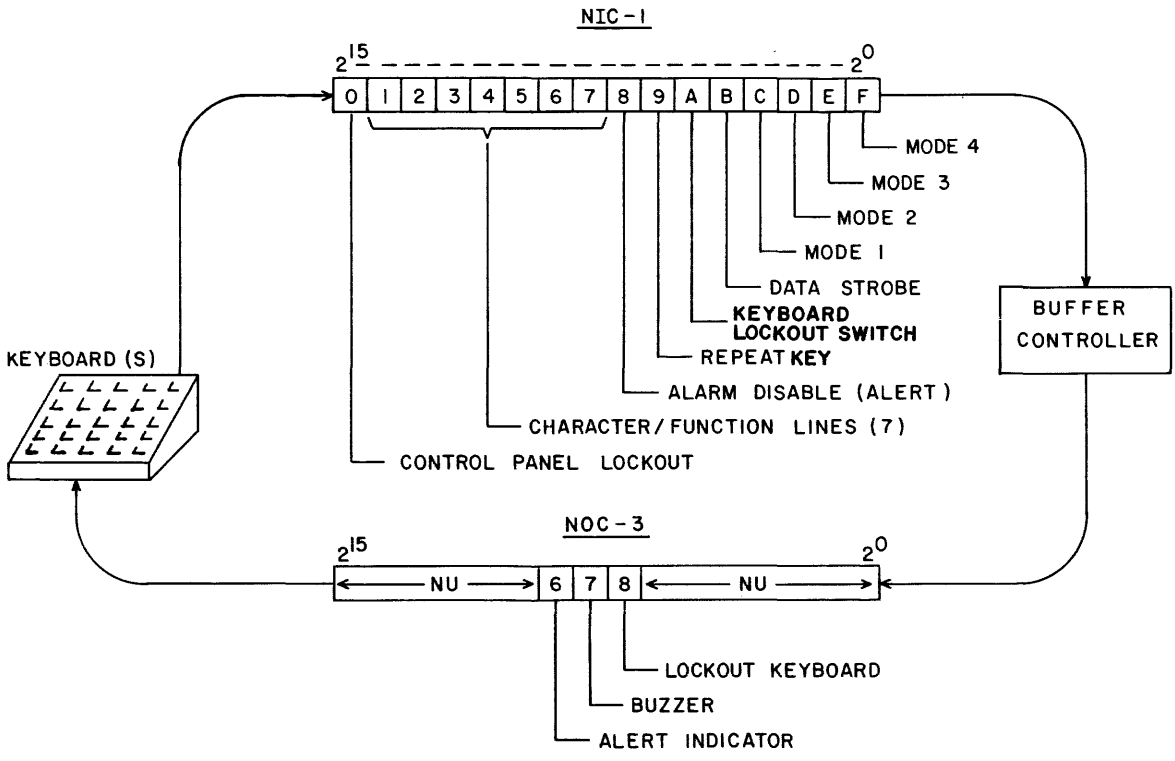 NIC-1
2^15 – – – – – – – – – – – – – – 2^0
0 1 2 3 4 5 6 7 8 9 A B C D E F
MODE 4
MODE 3
MODE 2
MODE 1
DATA STROBE
KEYBOARD
LOCKOUT SWITCH
REPEAT KEY
ALARM DISABLE (ALERT)
CHARACTER/FUNCTION LINES (7)
CONTROL PANEL LOCKOUT
BUFFER
CONTROLLER
KEYBOARD (S)
NOC-3
2^15 2^0
NU 6 7 8 NU
LOCKOUT KEYBOARD
BUZZER
ALERT INDICATOR